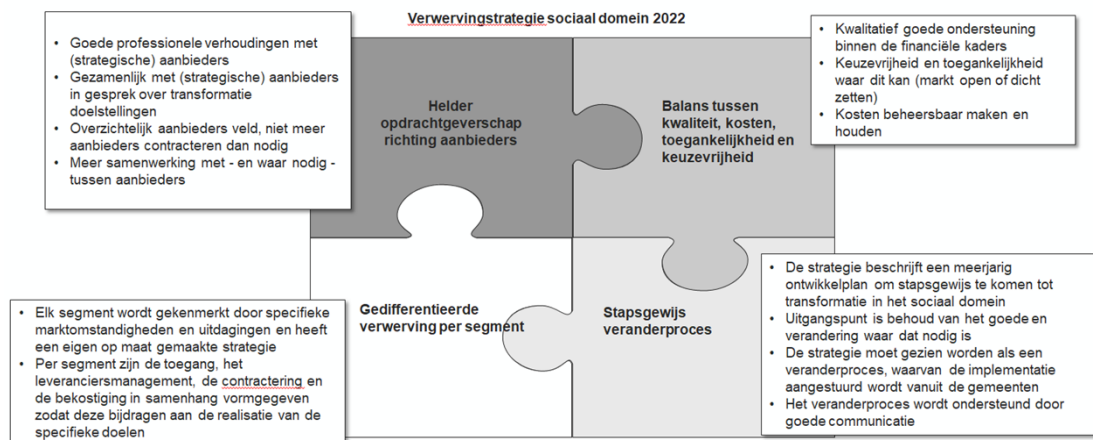 Verwervingstrategie sociaal domein 2022
• Goede professionele verhoudingen met
(strategische) aanbieders
• Gezamenlijk met (strategische) aanbieders
in gesprek over transformatie
doelstellingen
• Overzichtelijk aanbieders veld, niet meer
aanbieders contracteren dan nodig
• Meer samenwerking met - en waar nodig -
tussen aanbieders
Helder
opdrachtgeverschap
richting aanbieders
Balans tussen
kwaliteit, kosten,
toegankelijkheid en
keuzevrijheid
• Kwalitatief goede ondersteuning
binnen de financiële kaders
• Keuzevrijheid en toegankelijkheid
waar dit kan (markt open of dicht
zetten)
• Kosten beheersbaar maken en
houden
• Elk segment wordt gekenmerkt door specifieke
marktomstandigheden en uitdagingen en heeft
een eigen op maat gemaakte strategie
• Per segment zijn de toegang, het
leveranciersmanagement, de contractering en
de bekostiging in samenhang vormgegeven
zodat deze bijdragen aan de realisatie van de
specifieke doelen
Gedifferentieerde
verwerving per segment
Stapsgewijs
veranderproces
• De strategie beschrijft een meerjarig
ontwikkelplan om stapsgewijs te komen tot
transformatie in het sociaal domein
• Uitgangspunt is behoud van het goede en
verandering waar dat nodig is
• De strategie moet gezien worden als een
veranderproces, waarvan de implementatie
aangestuurd wordt vanuit de gemeenten
• Het veranderproces wordt ondersteund door
goede communicatie